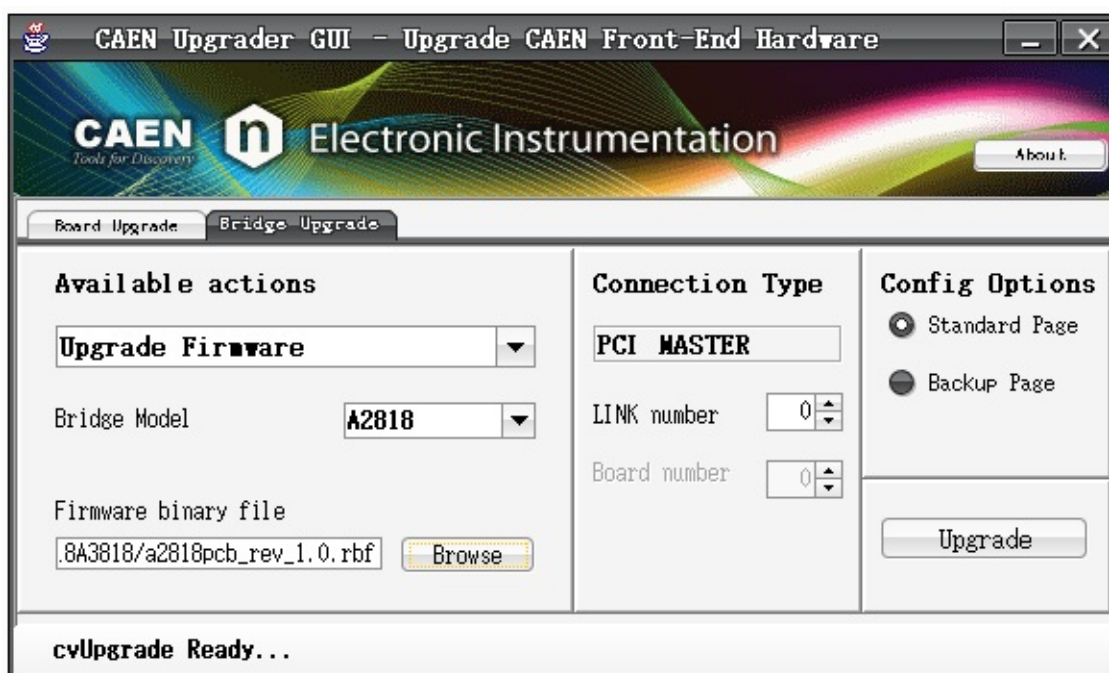 CAEN Upgrader GUI - Upgrade CAEN Front-End Hardware
CAEN n Electronic Instrumentation
Tools for Discovery
About
Board Upgrade Bridge Upgrade
Available actions
Upgrade Firmware
Bridge Model A2818
Firmware binary file
.8A3818/a2818pcb_rev_1.0.rbf Browse
Connection Type
PCI MASTER
LINK number 0
Board number 0
Config Options
Standard Page
Backup Page
Upgrade
cvUpgrade Ready...